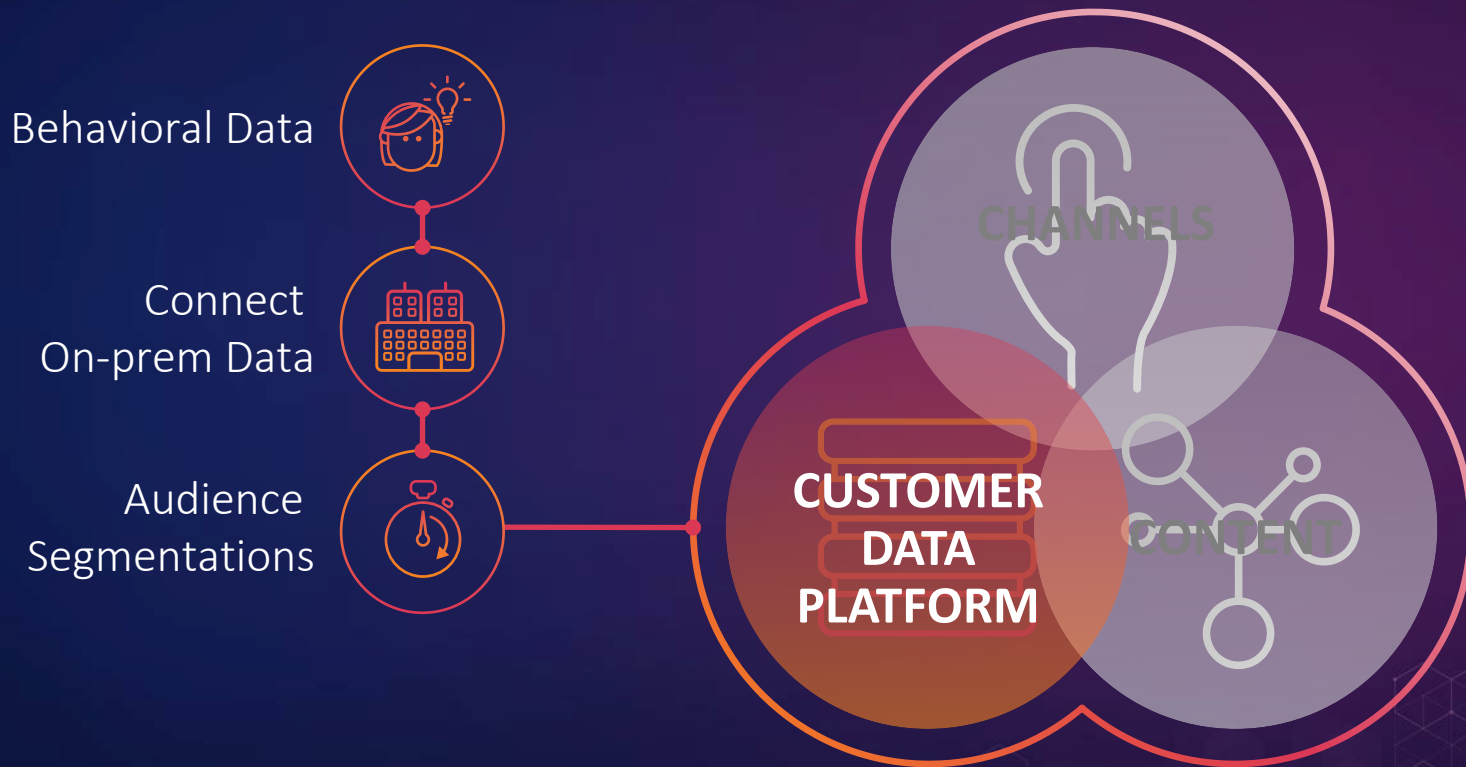 Behavioral Data
Connect
On-prem Data
Audience
Segmentations
CHANNELS
CUSTOMER
DATA
PLATFORM
CONTENT